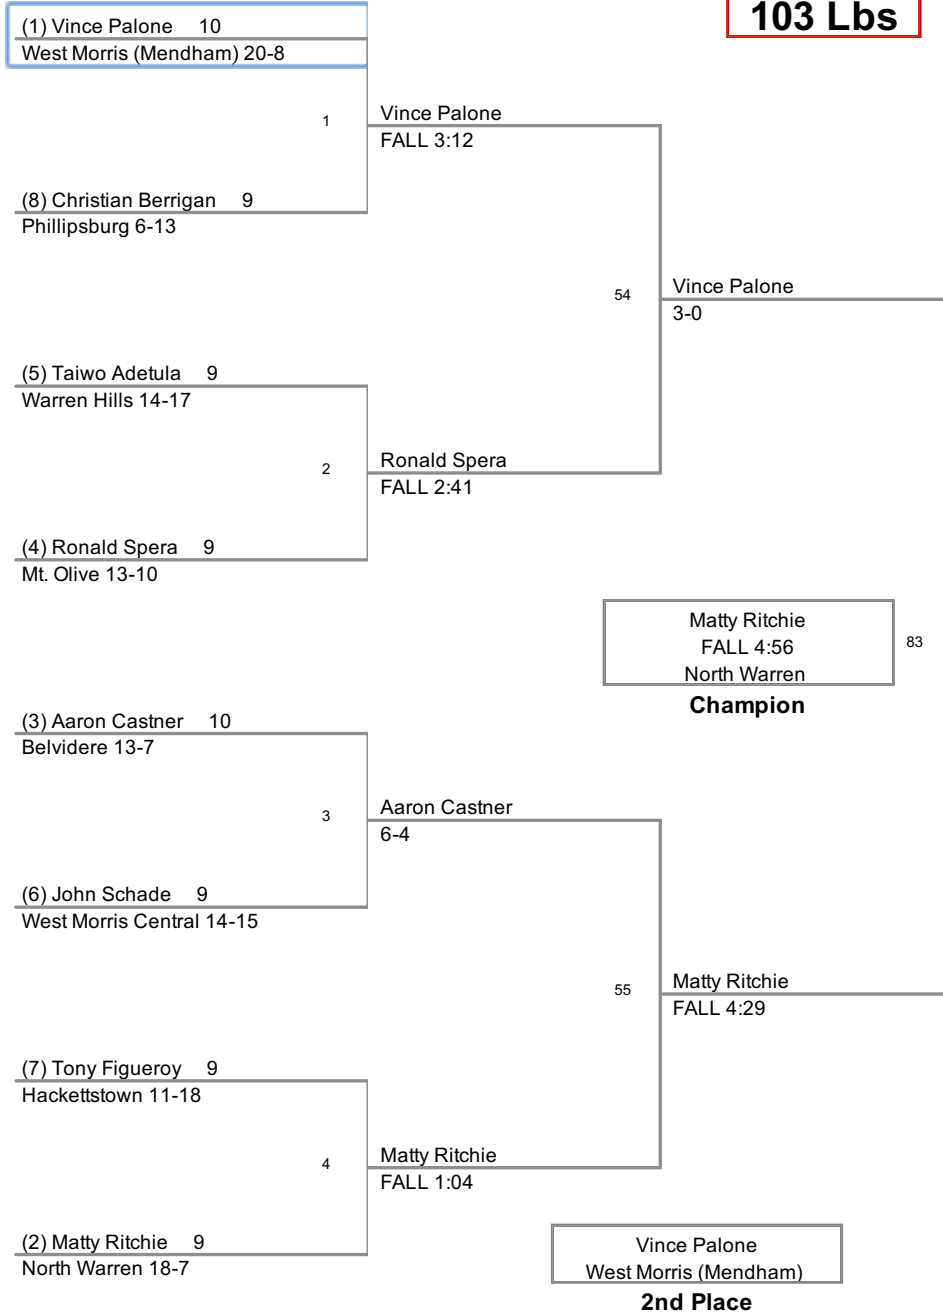 103 Lbs
(1) Vince Palone 10
West Morris (Mendham) 20-8
1
Vince Palone
FALL 3:12
(8) Christian Berrigan 9
Phillipsburg 6-13
54
Vince Palone
3-0
(5) Taiwo Adetula 9
Warren Hills 14-17
2
Ronald Spera
FALL 2:41
(4) Ronald Spera 9
Mt. Olive 13-10
Matty Ritchie
FALL 4:56
North Warren
83
Champion
(3) Aaron Castner 10
Belvidere 13-7
3
Aaron Castner
6-4
(6) John Schade 9
West Morris Central 14-15
55
Matty Ritchie
FALL 4:29
(7) Tony Figueroy 9
Hackettstown 11-18
4
Matty Ritchie
FALL 1:04
(2) Matty Ritchie 9
North Warren 18-7
Vince Palone
West Morris (Mendham)
2nd Place